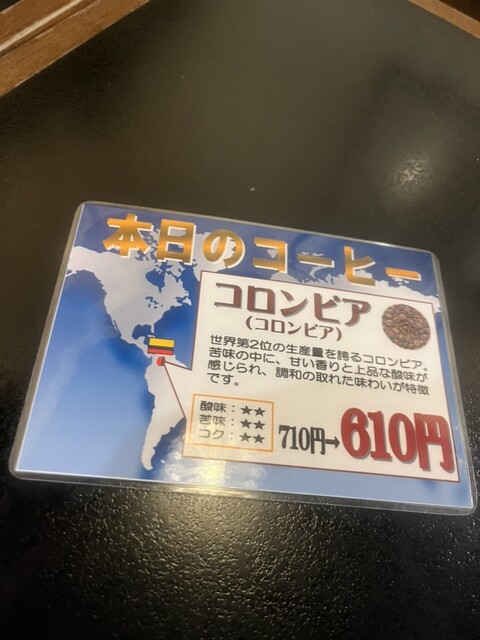 本日のコーヒー
コロンビア
(コロンビア)
世界第2位の生産量を誇るコロンビア。
苦味の中に、甘い香りと上品な酸味が
感じられ、調和の取れた味わいが特徴
です。
酸味：★★
苦味：★★
コク：★★
710円→610円